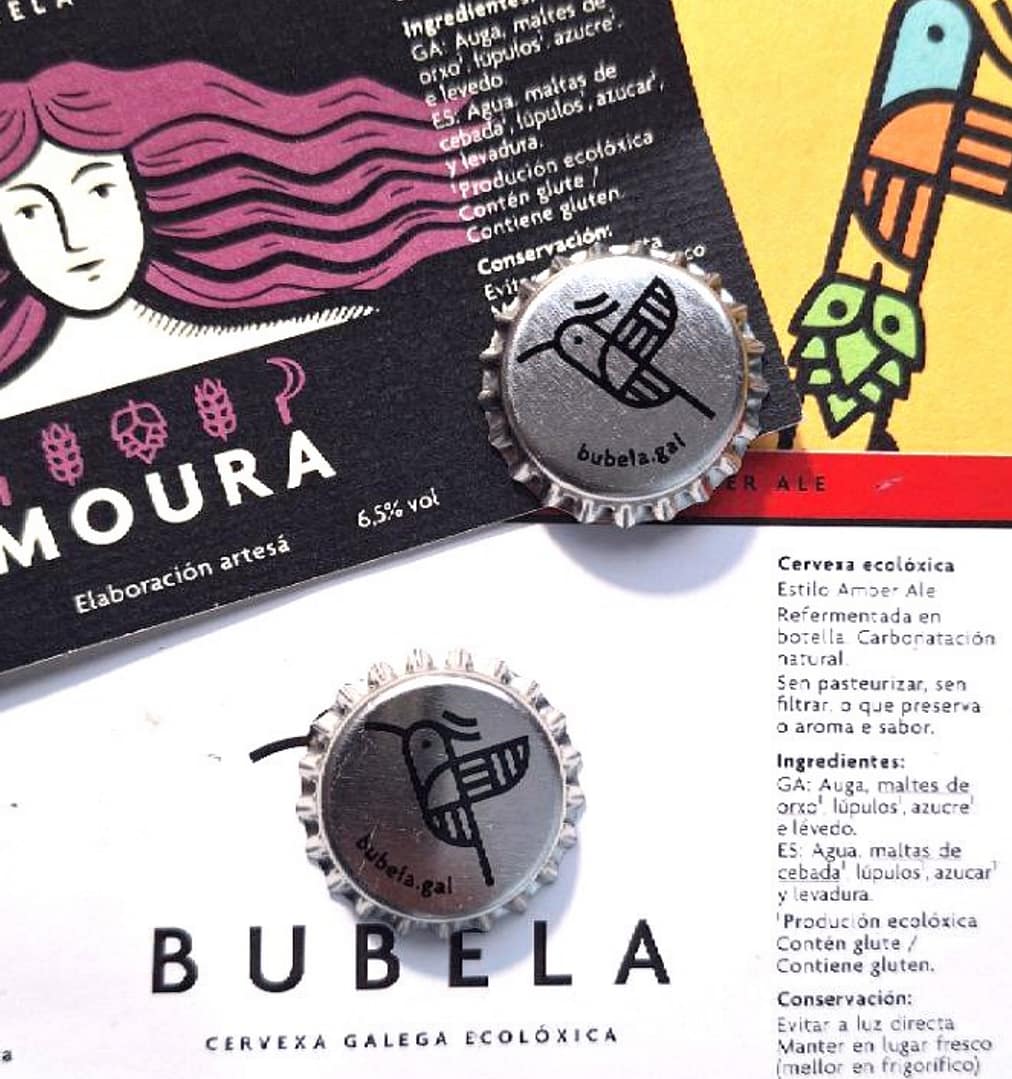 ELA
Ingredientes:
GA: Auga, maltes de
orxo¹, lúpulos¹, azucre¹,
e lévedo.
ES: Agua, maltas de
cebada¹, lúpulos¹, azucar¹,
y levadura.
¹Produción ecolóxica
Contén glute /
Contiene gluten.
Conservación:
MOURA
Elaboración artesá
6,5% vol
bubela.gal
ER ALE
Cervexa ecolóxica
Estilo Amber Ale
Refermentada en
botella. Carbonatación
natural.
Sen pasteurizar, sen
filtrar, o que preserva
o aroma e sabor.
Ingredientes:
GA: Auga, maltes de
orxo¹, lúpulos¹, azucre¹
e lévedo.
ES: Agua, maltas de
cebada¹, lúpulos¹, azucar¹
y levadura.
¹Produción ecolóxica
Contén glute /
Contiene gluten.
Conservación:
Evitar a luz directa
Manter en lugar fresco
(mellor en frigorífico)
bubela.gal
BUBELA
CERVEXA GALEGA ECOLÓXICA